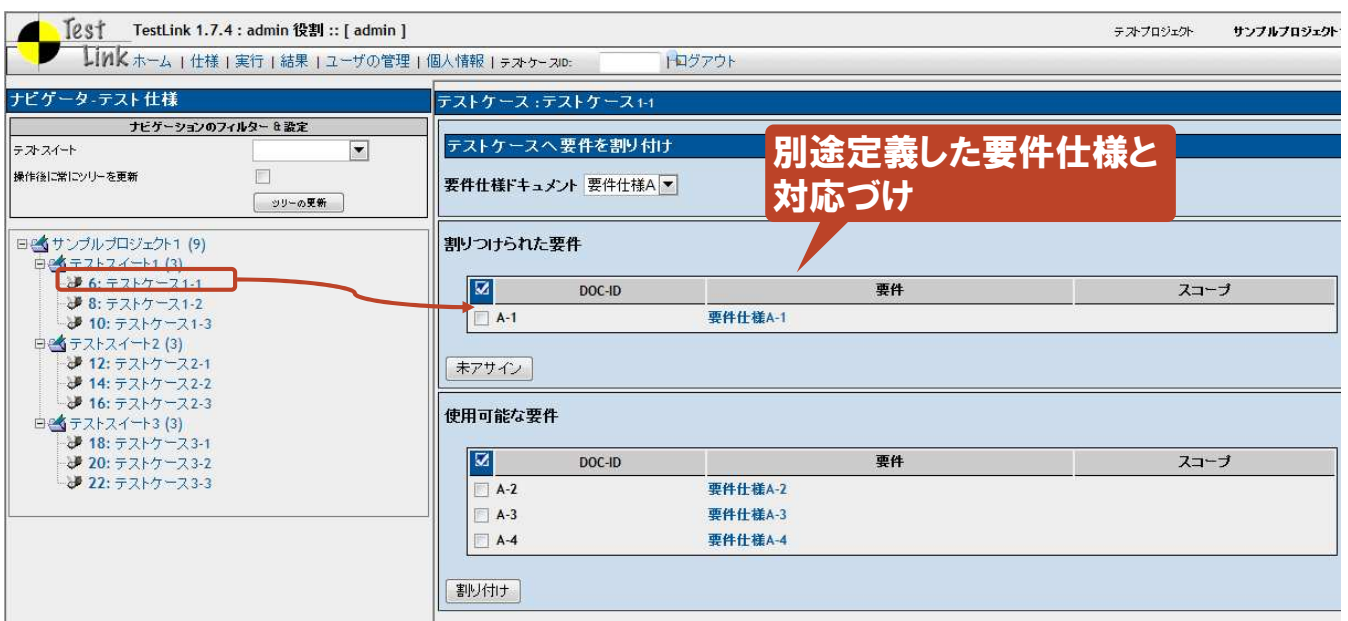 Test Link
TestLink 1.7.4 : admin 役割 :: [ admin ]
テストプロジェクト サンプルプロジェクト
ホーム | 仕様 | 実行 | 結果 | ユーザの管理 | 個人情報 | テストケースID: ログアウト
ナビゲータ-テスト仕様
ナビゲーションのフィルター & 設定
テストスイート
操作後に常にツリーを更新
ツリーの更新
サンプルプロジェクト1 (9)
テストスイート1 (3)
6: テストケース1-1
8: テストケース1-2
10: テストケース1-3
テストスイート2 (3)
12: テストケース2-1
14: テストケース2-2
16: テストケース2-3
テストスイート3 (3)
18: テストケース3-1
20: テストケース3-2
22: テストケース3-3
テストケース : テストケース1-1
テストケースへ要件を割り付け
要件仕様ドキュメント 要件仕様A
別途定義した要件仕様と
対応づけ
割りつけられた要件
DOC-ID 要件 スコープ
A-1 要件仕様A-1
未アサイン
使用可能な要件
DOC-ID 要件 スコープ
A-2 要件仕様A-2
A-3 要件仕様A-3
A-4 要件仕様A-4
割り付け